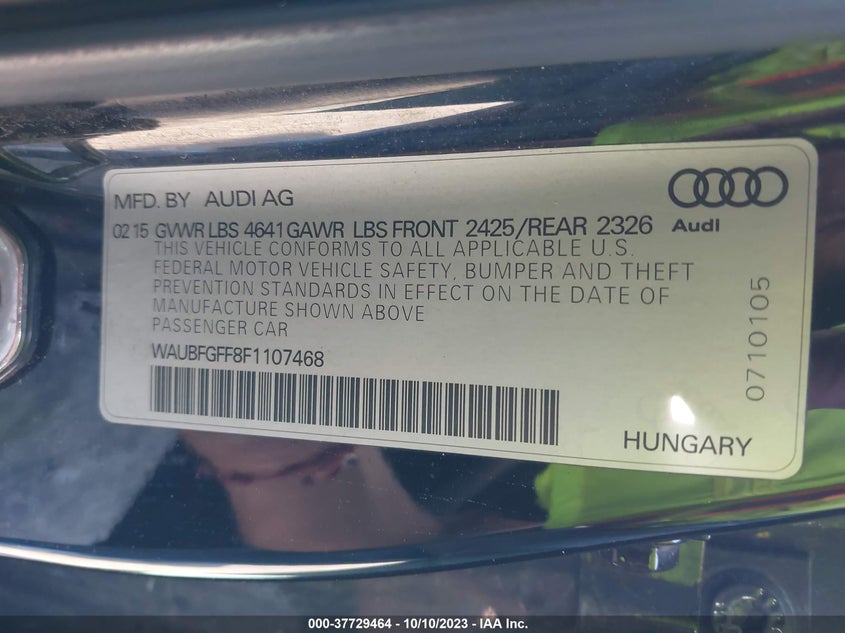 MFD. BY AUDI AG
Audi
02 15 GVWR LBS 4641 GAWR LBS FRONT 2425/REAR 2326
THIS VEHICLE CONFORMS TO ALL APPLICABLE U.S.
FEDERAL MOTOR VEHICLE SAFETY, BUMPER AND THEFT
PREVENTION STANDARDS IN EFFECT ON THE DATE OF
MANUFACTURE SHOWN ABOVE
PASSENGER CAR
WAUBFGFF8F1107468
0710105
HUNGARY
000-37729464 - 10/10/2023 - IAA Inc.